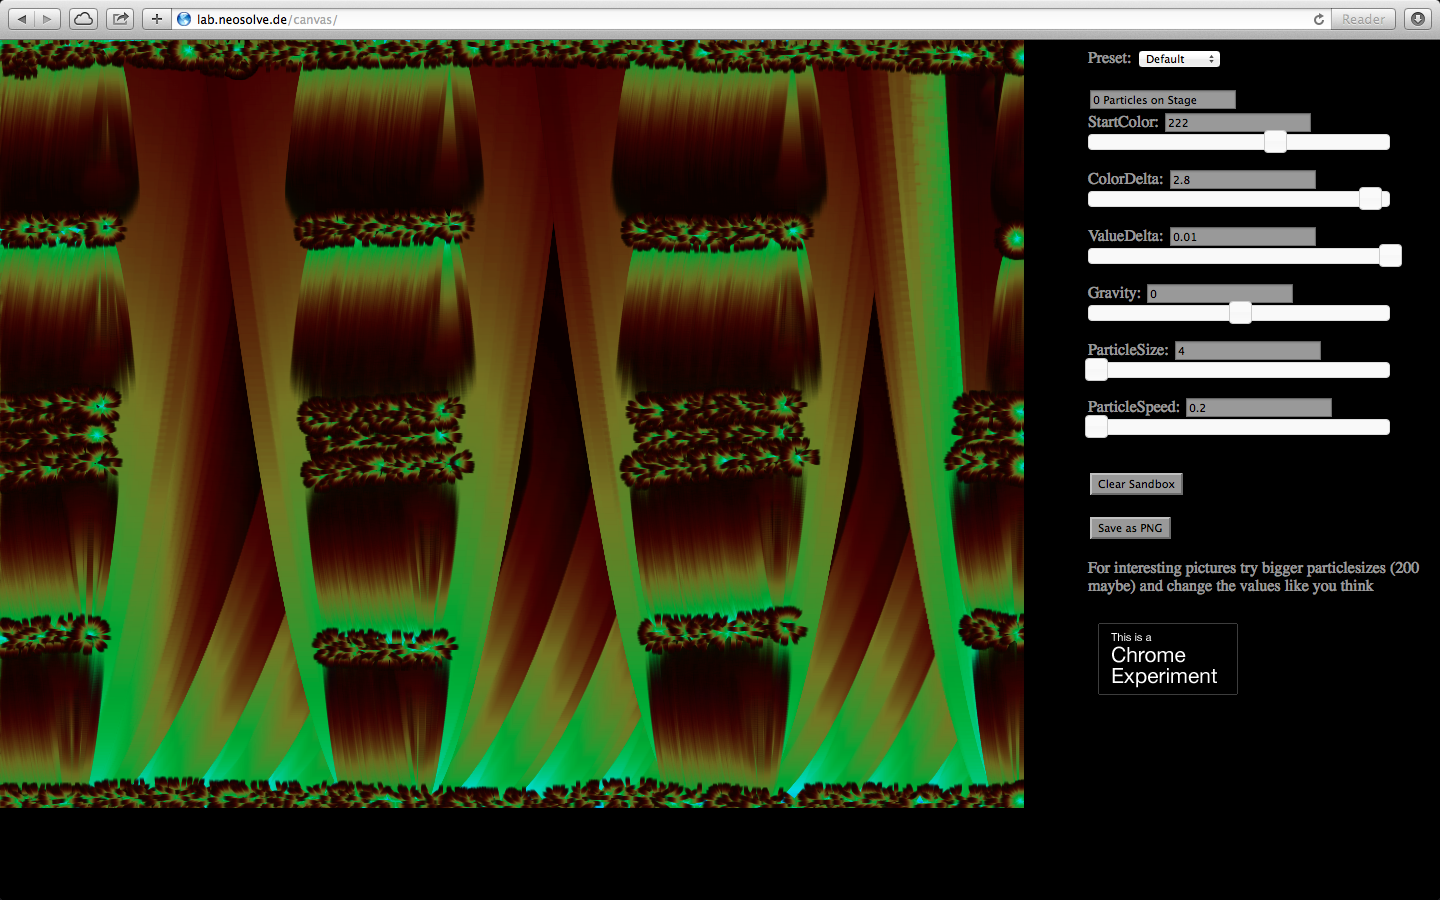 lab.neosolve.de/canvas/
Reader
Preset: Default
0 Particles on Stage
StartColor: 222
ColorDelta: 2.8
ValueDelta: 0.01
Gravity: 0
ParticleSize: 4
ParticleSpeed: 0.2
Clear Sandbox
Save as PNG
For interesting pictures try bigger particlesizes (200
maybe) and change the values like you think
This is a
Chrome
Experiment